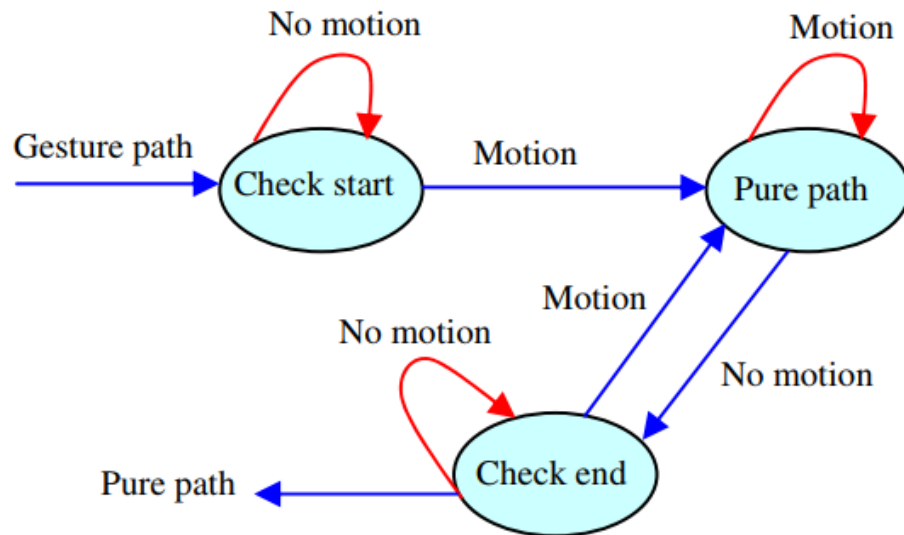 No motion
Motion
Gesture path
Motion
Check start
Pure path
Motion
No motion
No motion
Check end
Pure path